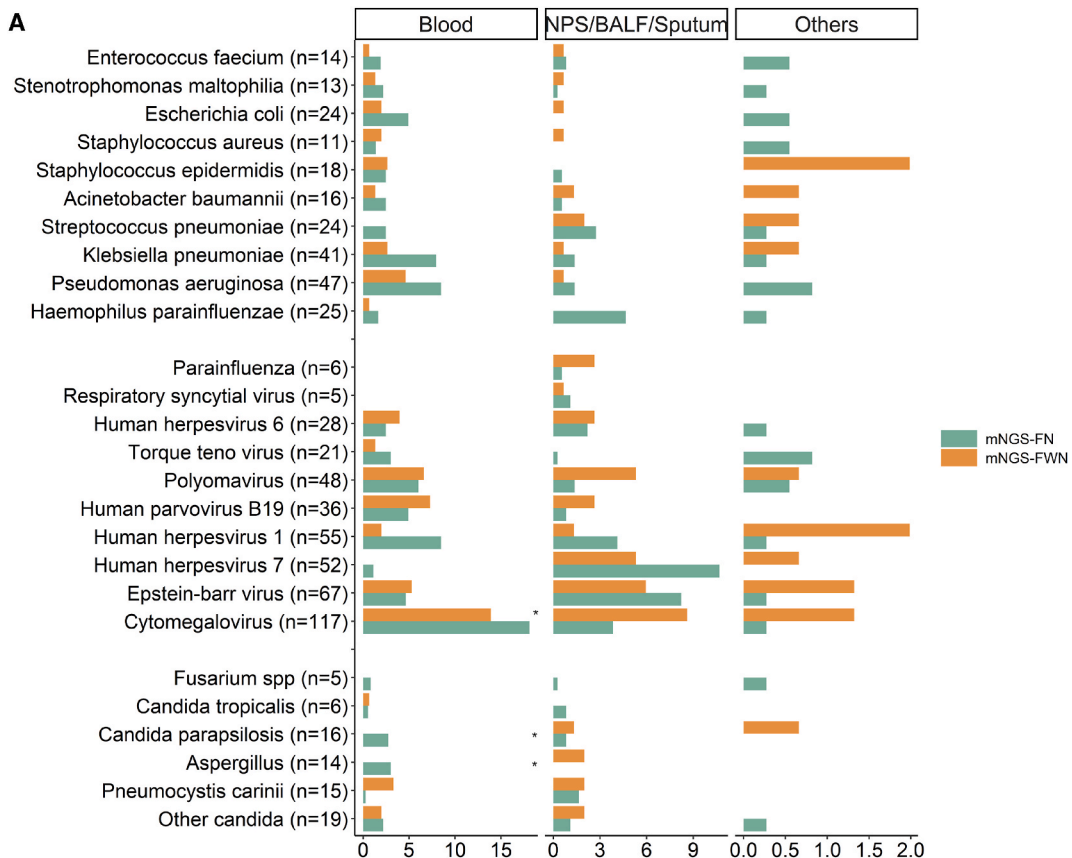 A
Blood
NPS/BALF/Sputum
Others
Enterococcus faecium (n=14)
Stenotrophomonas maltophilia (n=13)
Escherichia coli (n=24)
Staphylococcus aureus (n=11)
Staphylococcus epidermidis (n=18)
Acinetobacter baumannii (n=16)
Streptococcus pneumoniae (n=24)
Klebsiella pneumoniae (n=41)
Pseudomonas aeruginosa (n=47)
Haemophilus parainfluenzae (n=25)
Parainfluenza (n=6)
Respiratory syncytial virus (n=5)
Human herpesvirus 6 (n=28)
Torque teno virus (n=21)
Polyomavirus (n=48)
Human parvovirus B19 (n=36)
Human herpesvirus 1 (n=55)
Human herpesvirus 7 (n=52)
Epstein-barr virus (n=67)
Cytomegalovirus (n=117) *
Fusarium spp (n=5)
Candida tropicalis (n=6)
Candida parapsilosis (n=16) *
Aspergillus (n=14) *
Pneumocystis carinii (n=15)
Other candida (n=19)
0 5 10 15
0 3 6 9
0.0 0.5 1.0 1.5 2.0
mNGS-FN
mNGS-FWN